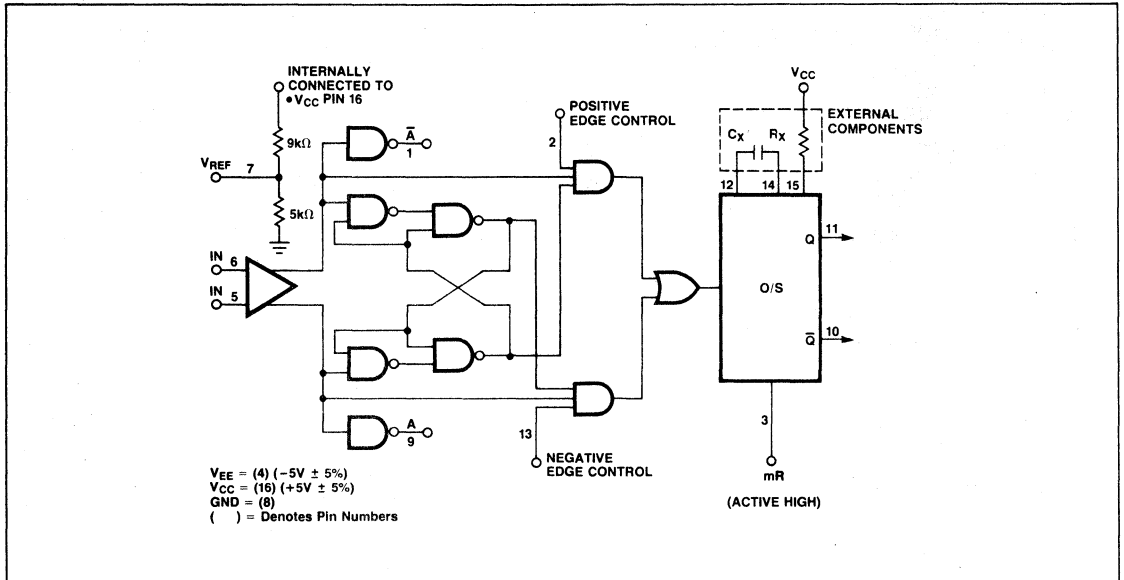 INTERNALLY
CONNECTED TO
•VCC PIN 16
9kΩ
VREF 7
5kΩ
IN 6
IN 5
A̅
1
A
9
POSITIVE
EDGE CONTROL
2
13
NEGATIVE
EDGE CONTROL
VCC
EXTERNAL
COMPONENTS
CX RX
12 14 15
Q 11
O/S
Q̅ 10
3
mR
(ACTIVE HIGH)
VEE = (4) (−5V ± 5%)
VCC = (16) (+5V ± 5%)
GND = (8)
( ) = Denotes Pin Numbers